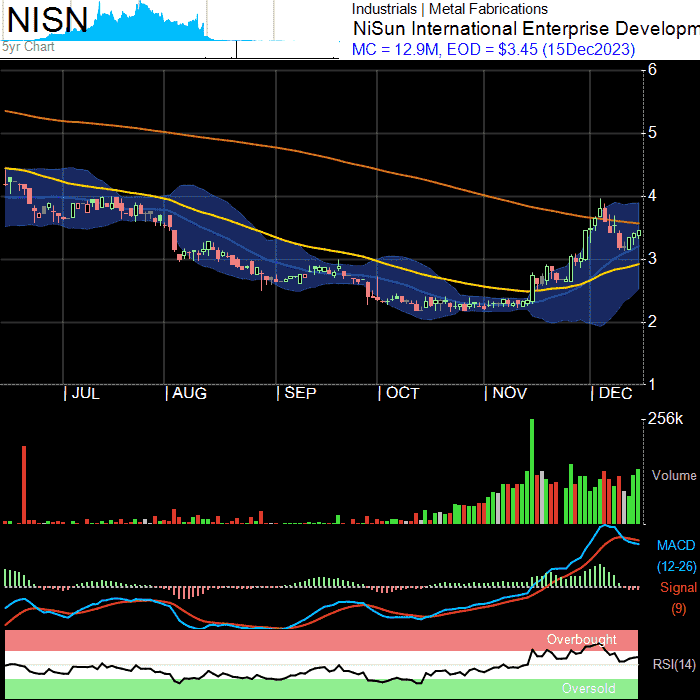 NISN
5yr Chart
Industrials | Metal Fabrications
NiSun International Enterprise Developm
MC = 12.9M, EOD = $3.45 (15Dec2023)
6
5
4
3
2
1
JUL
AUG
SEP
OCT
NOV
DEC
256k
Volume
MACD
(12-26)
Signal
(9)
Overbought
RSI(14)
Oversold